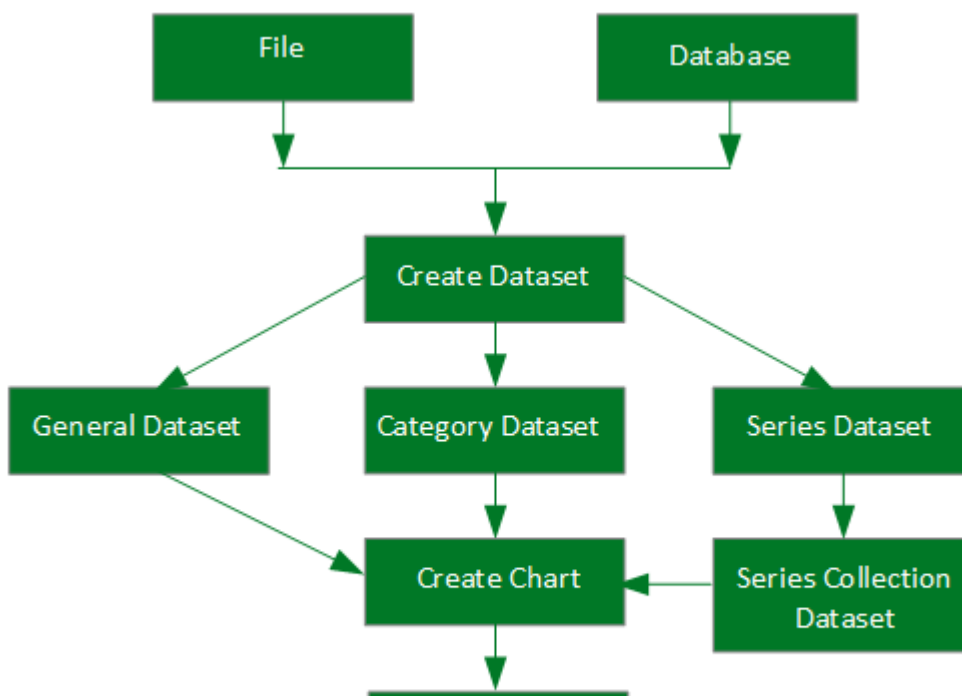 File
Database
Create Dataset
General Dataset
Category Dataset
Series Dataset
Create Chart
Series Collection
Dataset